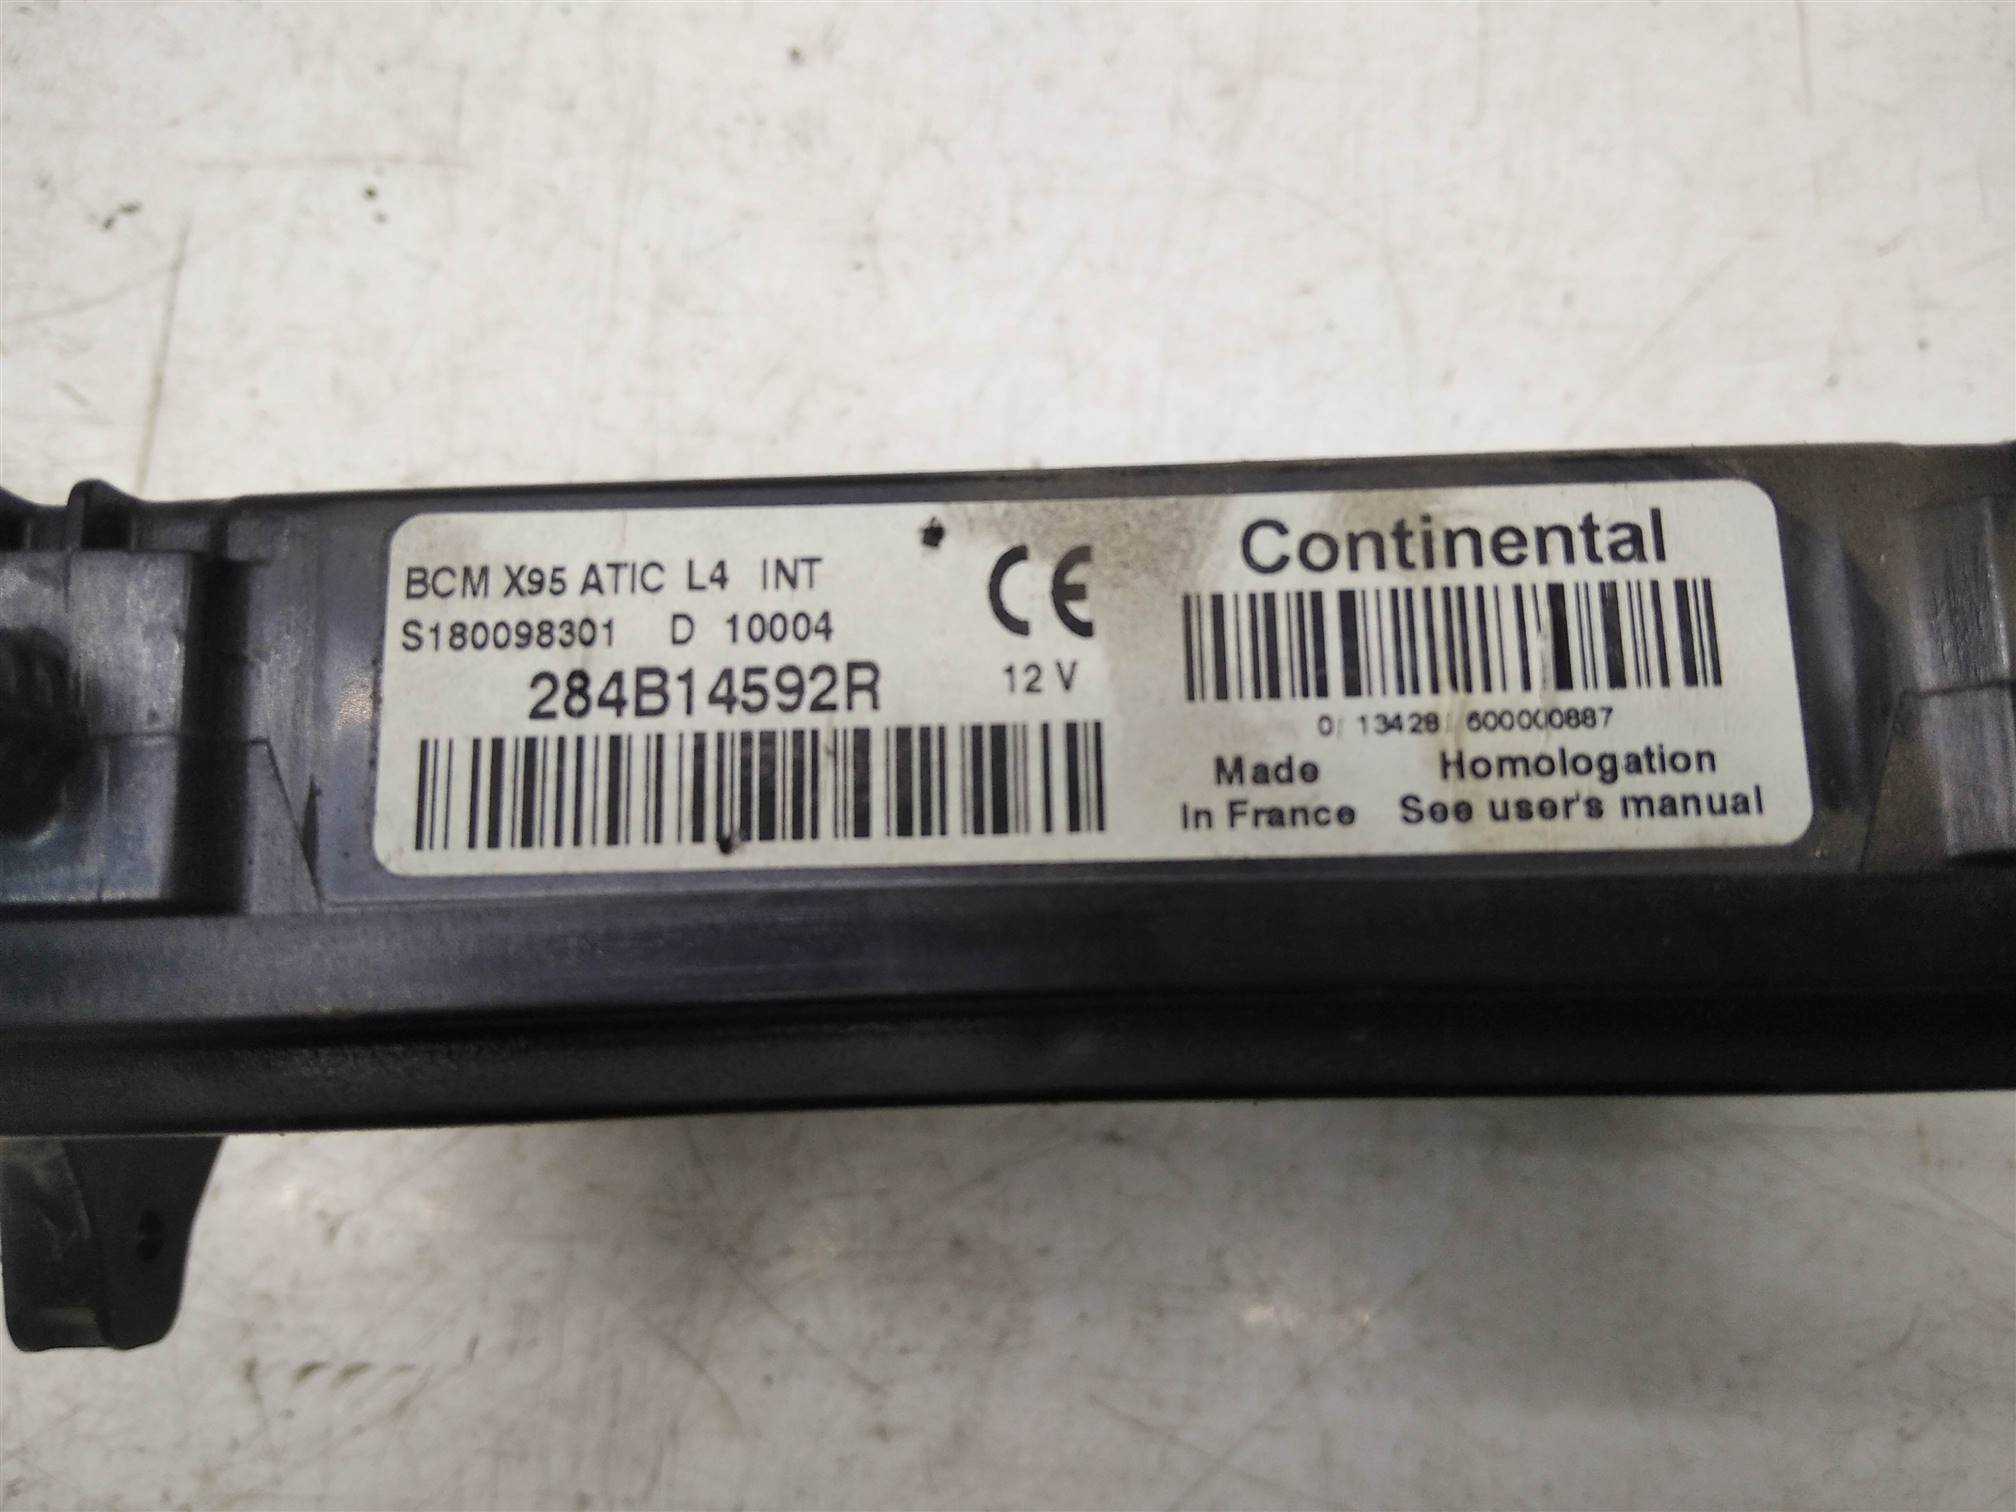 BCM X95 ATIC L4 INT
S180098301 D 10004
284B14592R
CE
12 V
Continental
0/ 13428/ 600000887
Made
In France
Homologation
See user's manual